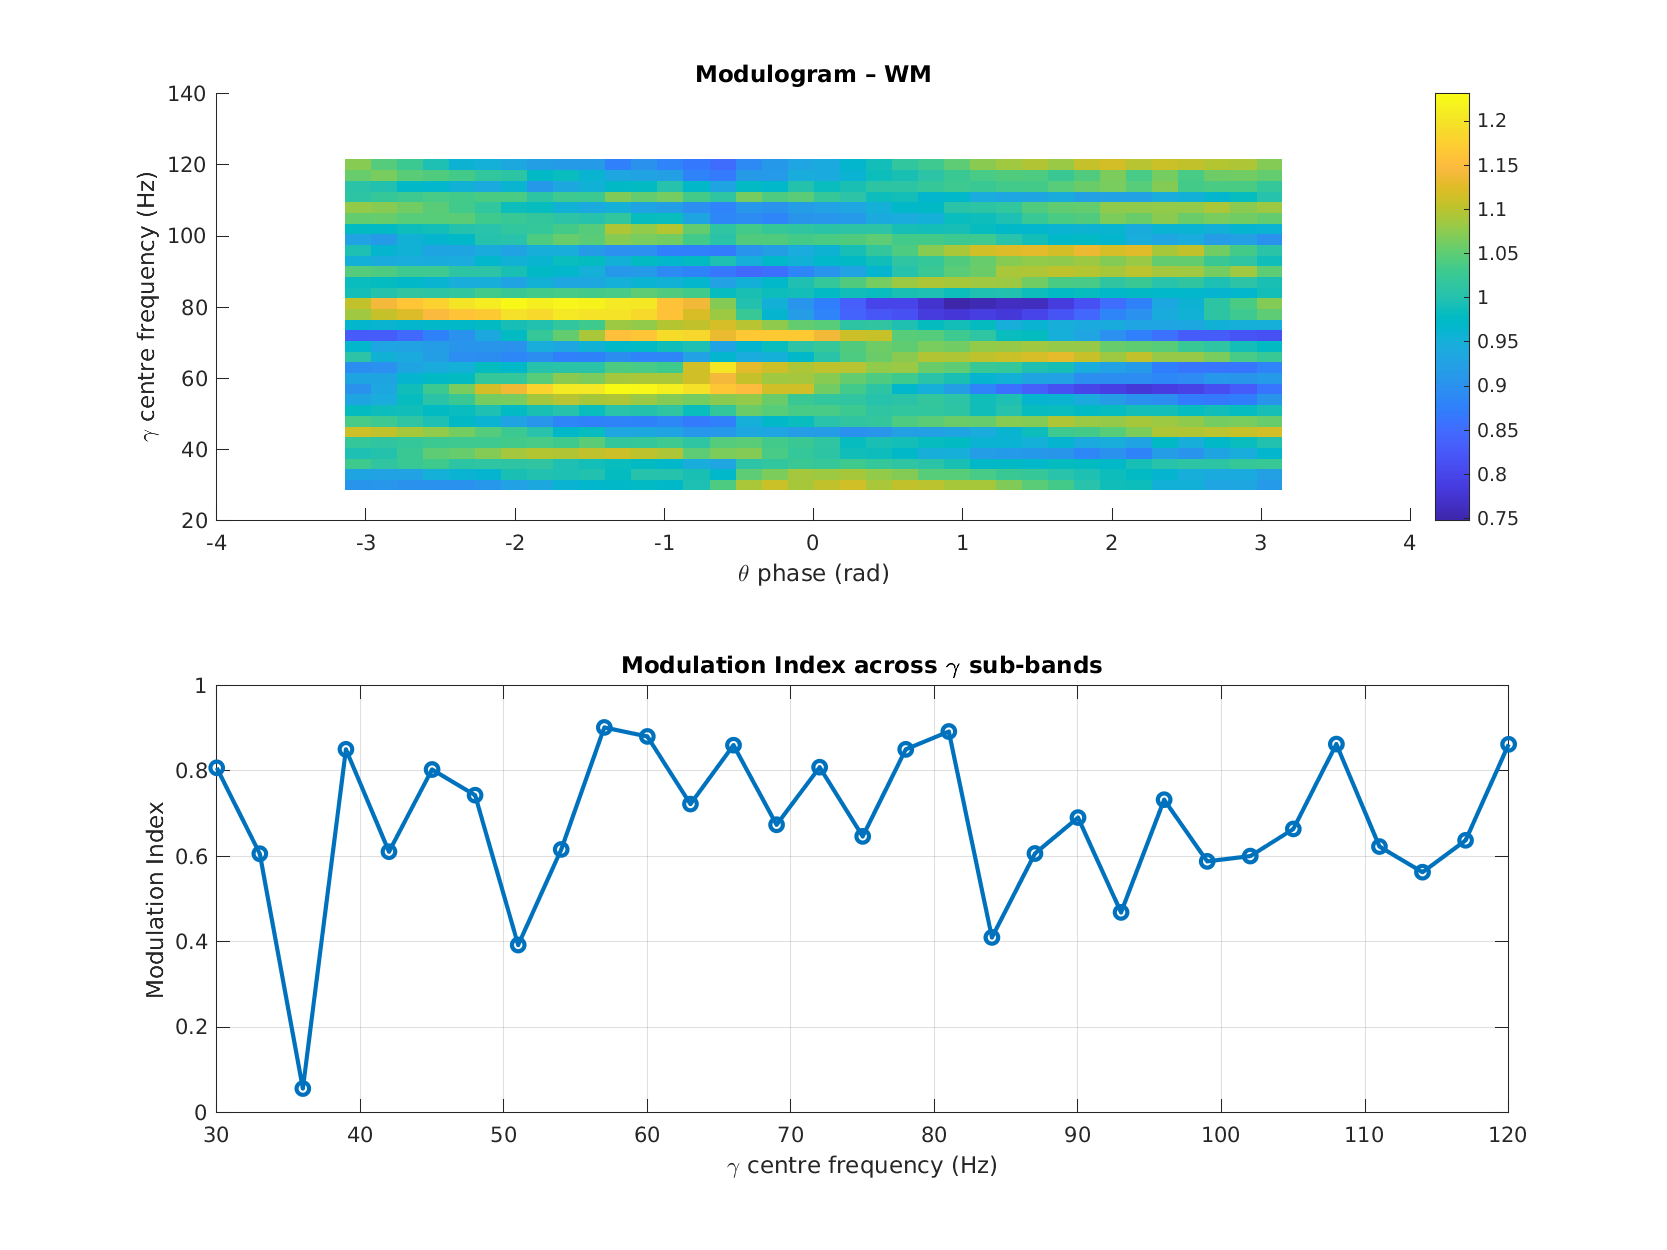 Modulogram – WM
140
120
100
80
60
40
20
γ centre frequency (Hz)
-4 -3 -2 -1 0 1 2 3 4
θ phase (rad)
1.2
1.15
1.1
1.05
1
0.95
0.9
0.85
0.8
0.75
Modulation Index across γ sub-bands
1
0.8
0.6
0.4
0.2
0
Modulation Index
30 40 50 60 70 80 90 100 110 120
γ centre frequency (Hz)